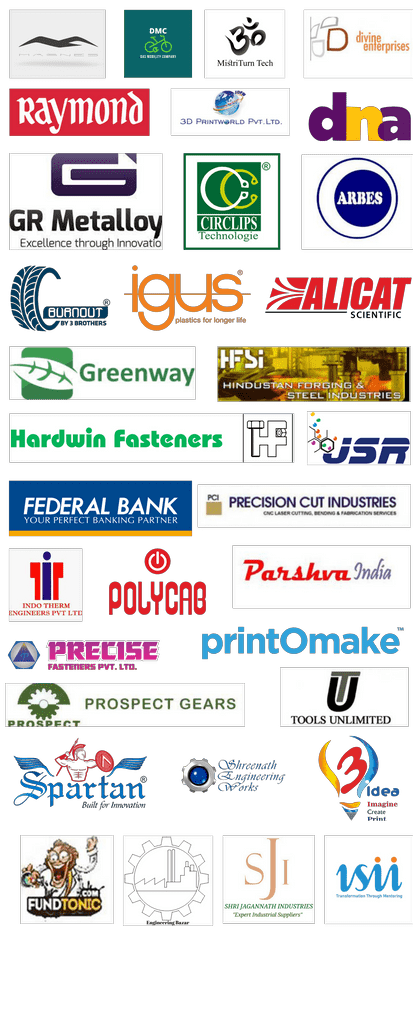 DMC
DAS MOBILITY COMPANY
MistriTurn Tech
divine
enterprises
Raymond
3D PRINTWORLD PVT. LTD.
dna
GR Metalloy
Excellence through Innovatio
®
CIRCLIPS
Technologie
ARBES
BURNOUT®
BY 3 BROTHERS
igus®
plastics for longer life
ALICAT
SCIENTIFIC
Greenway
HFSi
HINDUSTAN FORGING &
STEEL INDUSTRIES
Hardwin Fasteners
HF
JSR
FEDERAL BANK
YOUR PERFECT BANKING PARTNER
PCI
PRECISION CUT INDUSTRIES
CNC LASER CUTTING, BENDING & FABRICATION SERVICES
INDO THERM
ENGINEERS PVT LTD
POLYCAB
Parshva India
PRECISE
FASTENERS PVT. LTD.
printOmake™
PROSPECT
PROSPECT GEARS
TOOLS UNLIMITED
Spartan®
Built for Innovation
Shreenath
Engineering
Works
3idea
Imagine
Create
Print
.COM
FUNDTONIC
Engineering Bazar
SJI
SHRI JAGANNATH INDUSTRIES
"Expert Industrial Suppliers"
ısıı
Transformation Through Mentoring